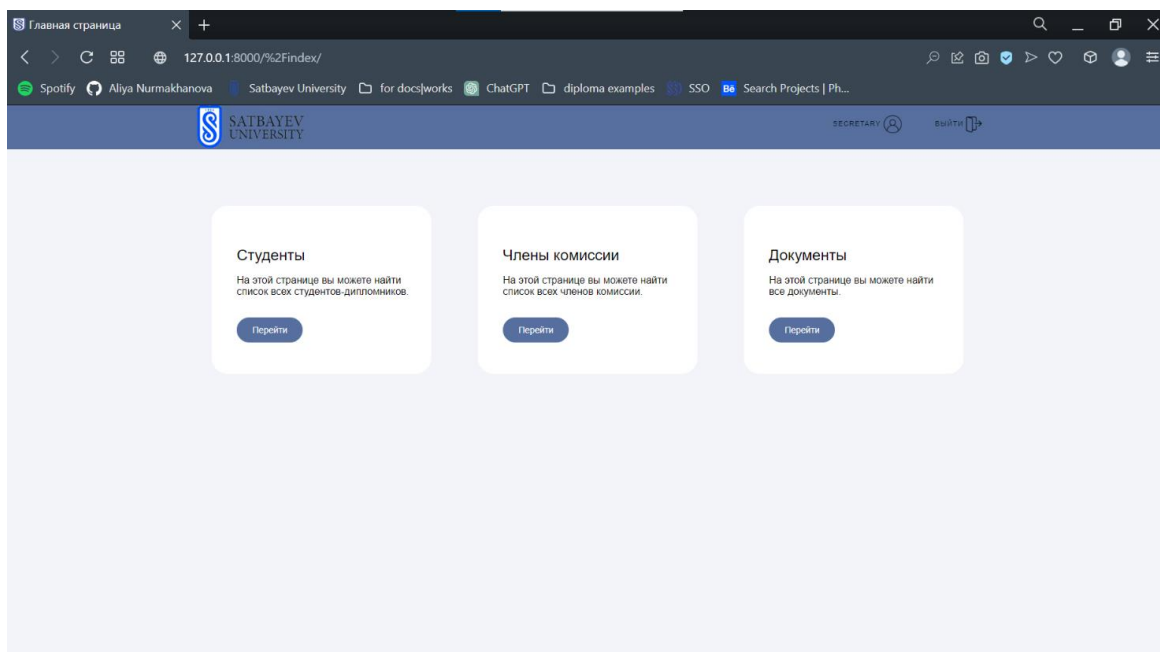 Главная страница
127.0.0.1:8000/%2Findex/
Spotify Aliya Nurmakhanova Satbayev University for docs|works ChatGPT diploma examples SSO Bē Search Projects | Ph...
SATBAYEV
UNIVERSITY
SECRETARY ВЫЙТИ
Студенты
На этой странице вы можете найти
список всех студентов-дипломников.
Перейти
Члены комиссии
На этой странице вы можете найти
список всех членов комиссии.
Перейти
Документы
На этой странице вы можете найти
все документы.
Перейти